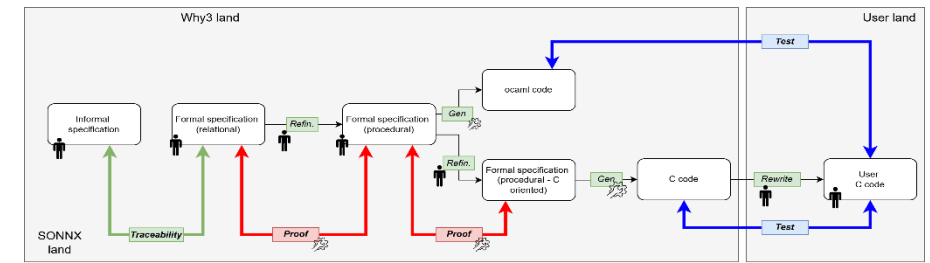 Why3 land
User land
Test
ocaml code
Gen
Informal
specification
Formal specification
(relational)
Refin.
Formal specification
(procedural)
Refin.
Formal specification
(procedural - C
oriented)
Gen
C code
Rewrite
User
C code
SONNX
land
Traceability
Proof
Proof
Test